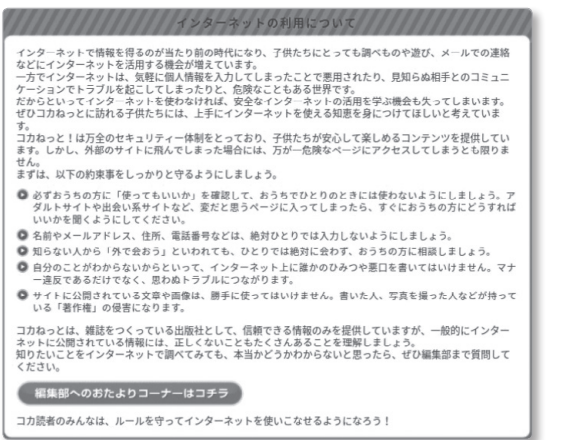 インターネットの利用について
インターネットで情報を得るのが当たり前の時代になり、子供たちにとっても調べものや遊び、メールでの連絡
などにインターネットを活用する機会が増えています。
一方でインターネットは、気軽に個人情報を入力してしまったことで悪用されたり、見知らぬ相手とのコミュニ
ケーションでトラブルを起こしてしまったりと、危険なこともある世界です。
だからといってインターネットを使わなければ、安全なインターネットの活用を学ぶ機会も失ってしまいます。
ぜひコカねっとに訪れる子供たちには、上手にインターネットを使える知恵を身につけてほしいと考えていま
す。
コカねっと！は万全のセキュリティー体制をとっており、子供たちが安心して楽しめるコンテンツを提供してい
ます。しかし、外部のサイトに飛んでしまった場合には、万が一危険なページにアクセスしてしまうとも限りま
せん。
まずは、以下の約束事をしっかりと守るようにしましょう。
必ずおうちの方に「使ってもいいか」を確認して、おうちでひとりのときには使わないようにしましょう。ア
ダルトサイトや出会い系サイトなど、変だと思うページに入ってしまったら、すぐにおうちの方にどうすれば
いいかを聞くようにしてください。
名前やメールアドレス、住所、電話番号などは、絶対ひとりでは入力しないようにしましょう。
知らない人から「外で会おう」といわれても、ひとりでは絶対に会わず、おうちの方に相談しましょう。
自分のことがわからないからといって、インターネット上に誰かのひみつや悪口を書いてはいけません。マナ
ー違反であるだけでなく、思わぬトラブルにつながります。
サイトに公開されている文章や画像は、勝手に使ってはいけません。書いた人、写真を撮った人などが持って
いる「著作権」の侵害になります。
コカねっとは、雑誌をつくっている出版社として、信頼できる情報のみを提供していますが、一般的にインター
ネットに公開されている情報には、正しくないこともたくさんあることを理解しましょう。
知りたいことをインターネットで調べてみても、本当かどうかわからないと思ったら、ぜひ編集部まで質問して
ください。
編集部へのおたよりコーナーはコチラ
コカ読者のみんなは、ルールを守ってインターネットを使いこなせるようになろう！